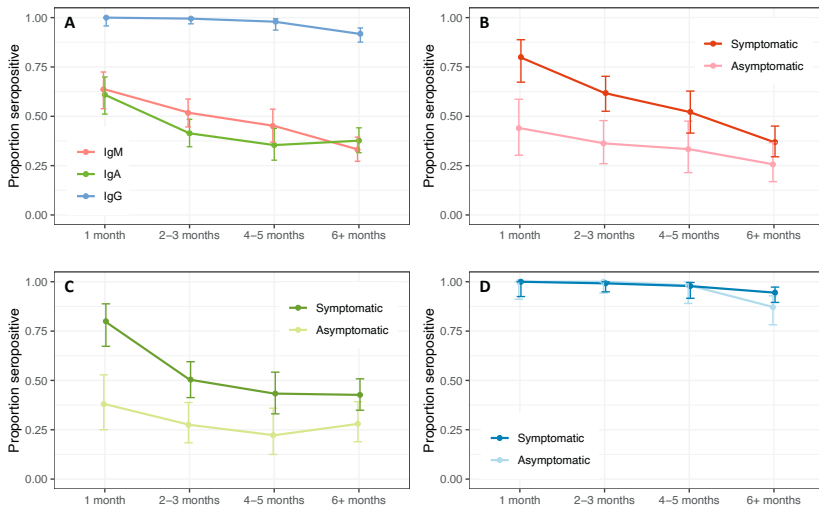 A
Proportion seropositive
1.00
0.75
0.50
0.25
0.00
IgM
IgA
IgG
1 month
2–3 months
4–5 months
6+ months
B
Proportion seropositive
1.00
0.75
0.50
0.25
0.00
Symptomatic
Asymptomatic
1 month
2–3 months
4–5 months
6+ months
C
Proportion seropositive
1.00
0.75
0.50
0.25
0.00
Symptomatic
Asymptomatic
1 month
2–3 months
4–5 months
6+ months
D
Proportion seropositive
1.00
0.75
0.50
0.25
0.00
Symptomatic
Asymptomatic
1 month
2–3 months
4–5 months
6+ months